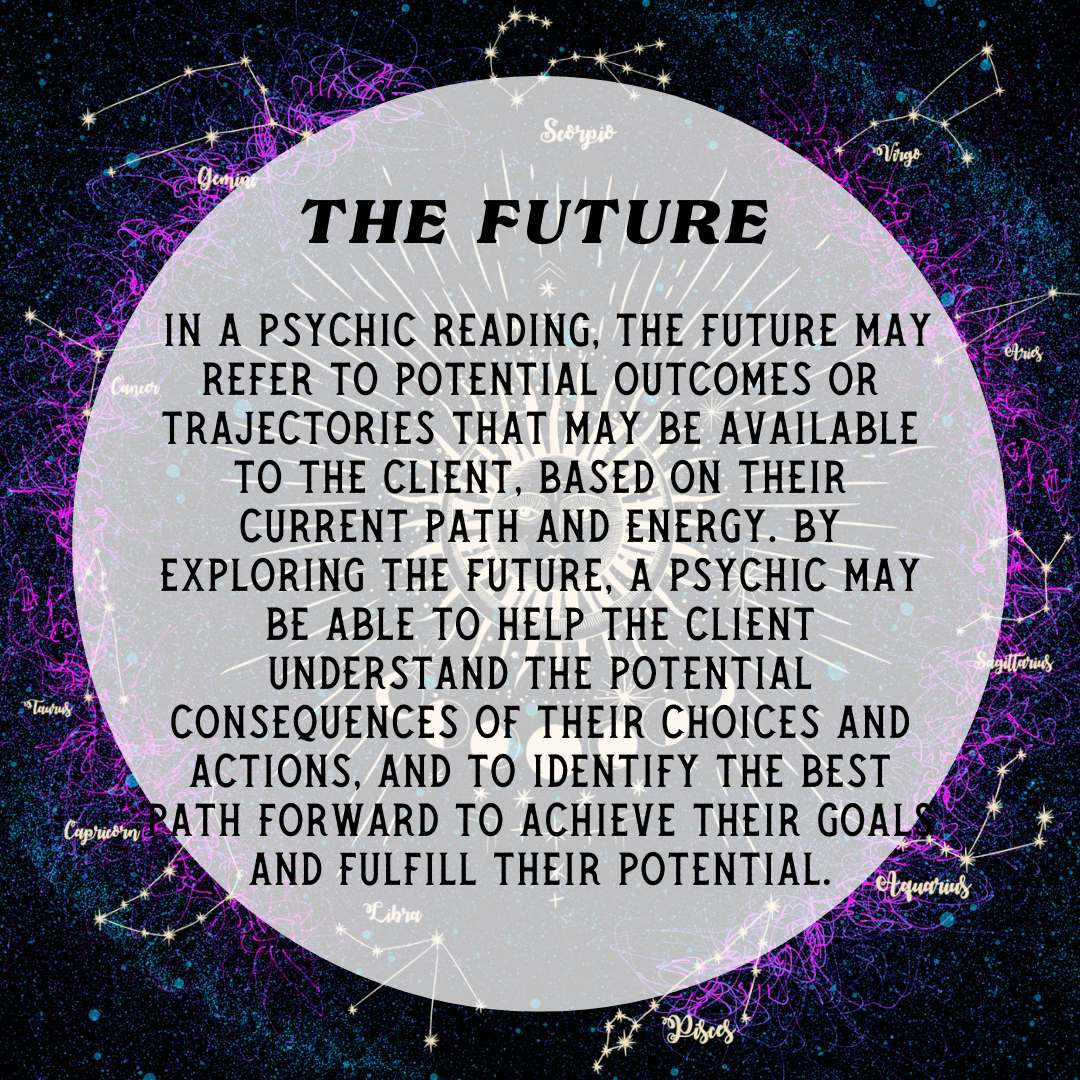 Scorpio
Virgo
Gemini
THE FUTURE
IN A PSYCHIC READING, THE FUTURE MAY
REFER TO POTENTIAL OUTCOMES OR
TRAJECTORIES THAT MAY BE AVAILABLE
TO THE CLIENT, BASED ON THEIR
CURRENT PATH AND ENERGY. BY
EXPLORING THE FUTURE, A PSYCHIC MAY
BE ABLE TO HELP THE CLIENT
UNDERSTAND THE POTENTIAL
CONSEQUENCES OF THEIR CHOICES AND
ACTIONS, AND TO IDENTIFY THE BEST
PATH FORWARD TO ACHIEVE THEIR GOALS
AND FULFILL THEIR POTENTIAL.
Aries
Cancer
Sagittarius
Taurus
Capricorn
Aquarius
Libra
Pisces